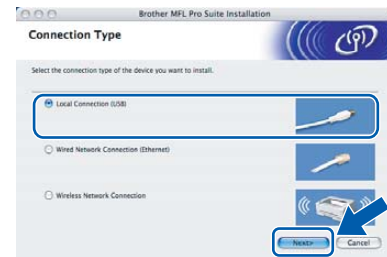 Brother MFL Pro Suite Installation
Connection Type
Select the connection type of the device you want to install.
Local Connection (USB)
Wired Network Connection (Ethernet)
Wireless Network Connection
Next>
Cancel